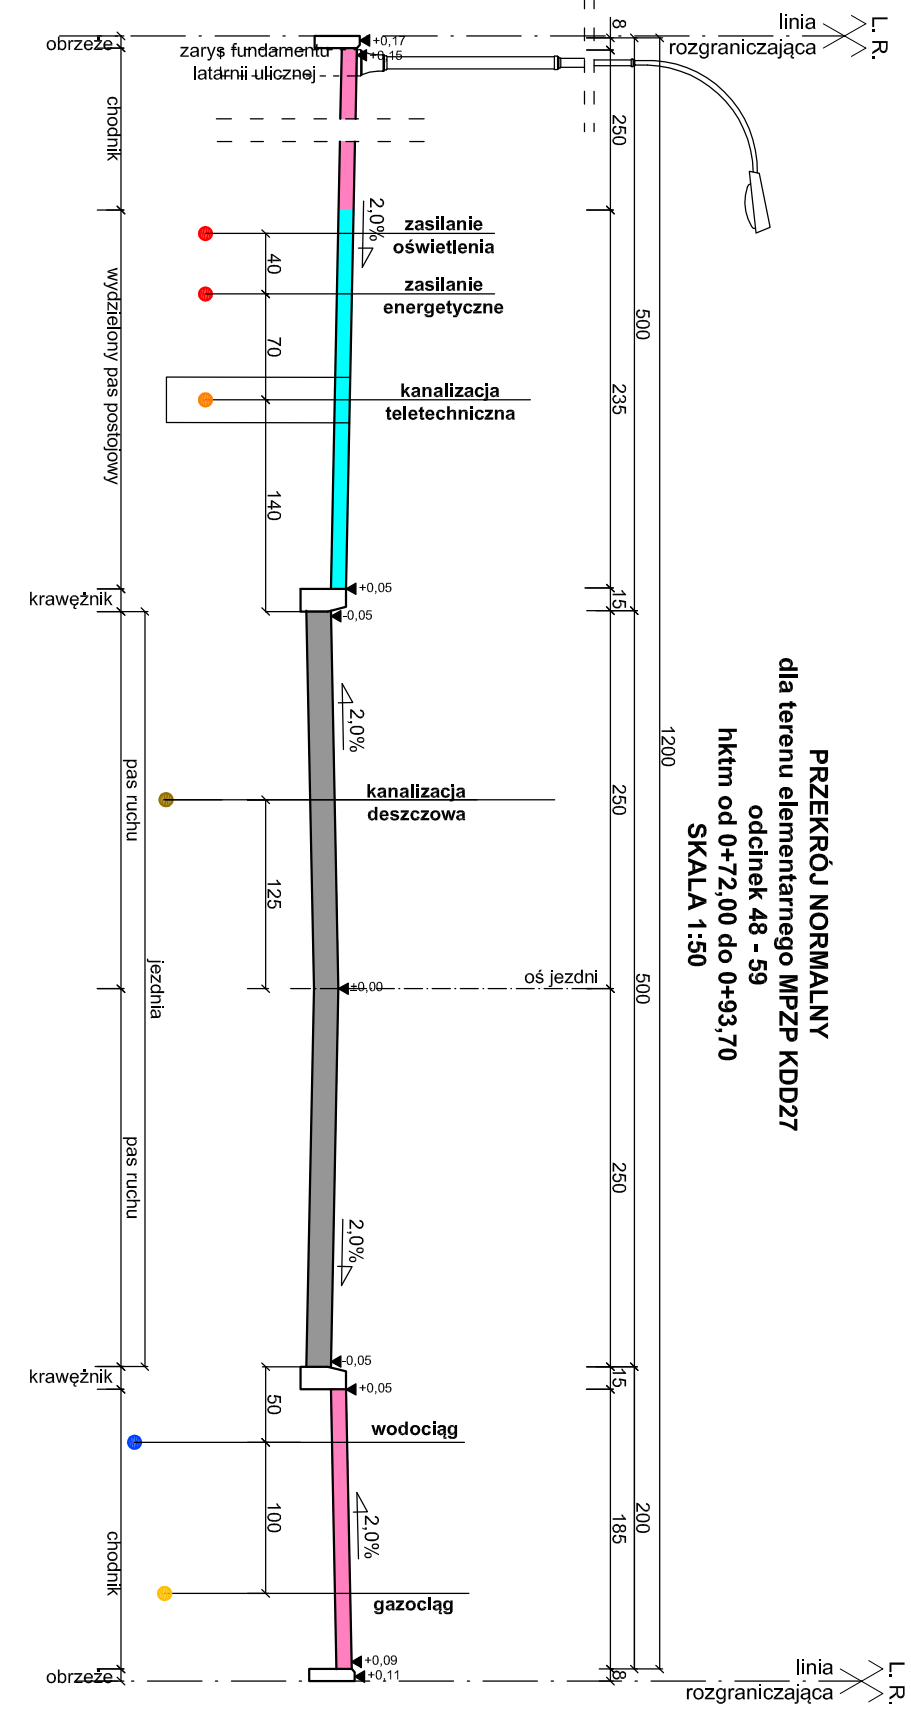 PRZEKRÓJ NORMALNY
dla terenu elementarnego MPZP KDD27
odcinek 48 - 59
hktm od 0+72,00 do 0+93,70
SKALA 1:50
linia
rozgraniczająca
L. R.
obrzeże
+0,17
+0,15
zarys fundamentu
latarnii ulicznej
8
chodnik
250
2,0%
zasilanie
oświetlenia
40
zasilanie
energetyczne
500
70
wydzielony pas postojowy
kanalizacja
teletechniczna
235
140
+0,05
krawężnik
15
-0,05
2,0%
1200
pas ruchu
kanalizacja
deszczowa
250
125
jezdnia
oś jezdni
±0,00
500
pas ruchu
250
2,0%
-0,05
krawężnik
15
+0,05
50
wodociąg
100
2,0%
185
200
chodnik
gazociąg
+0,09
+0,11
obrzeże
8
linia
rozgraniczająca
L. R.